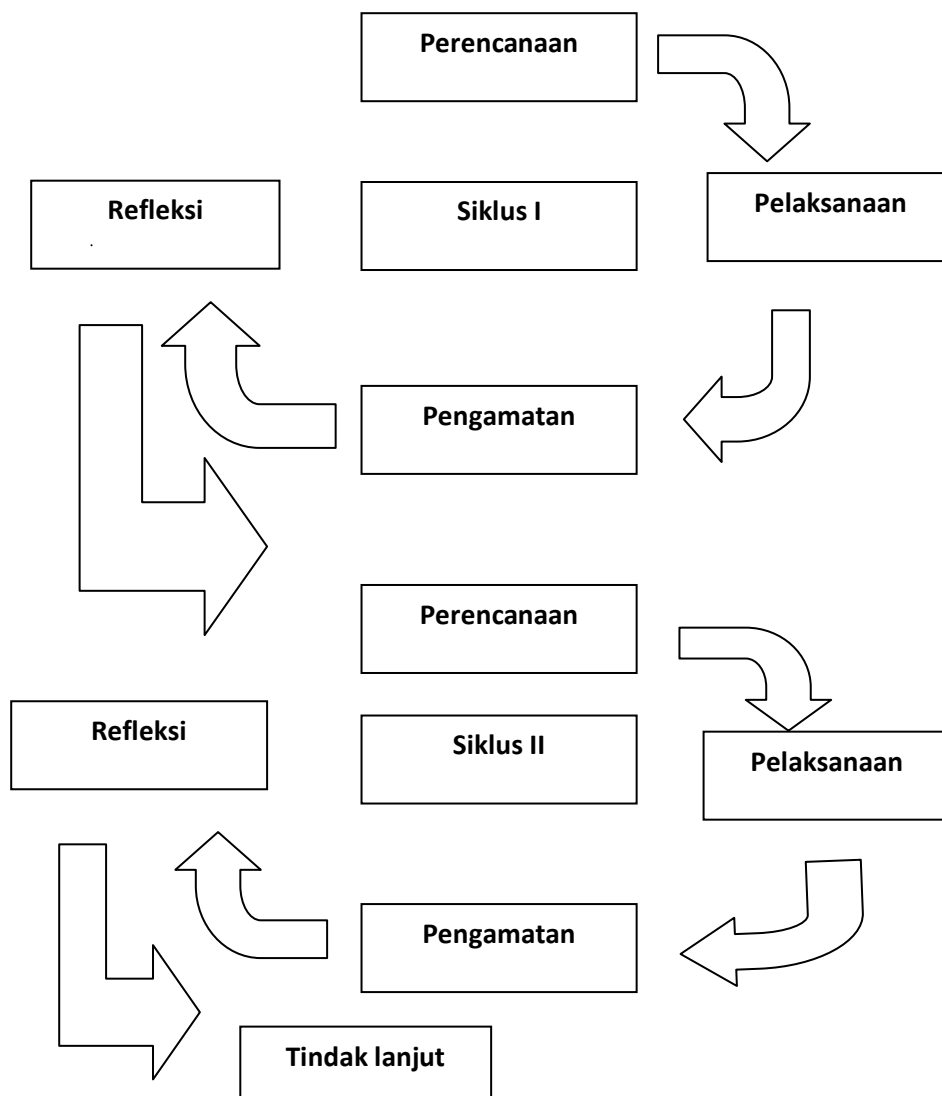 Perencanaan
Refleksi
Siklus I
Pelaksanaan
Pengamatan
Perencanaan
Refleksi
Siklus II
Pelaksanaan
Pengamatan
Tindak lanjut